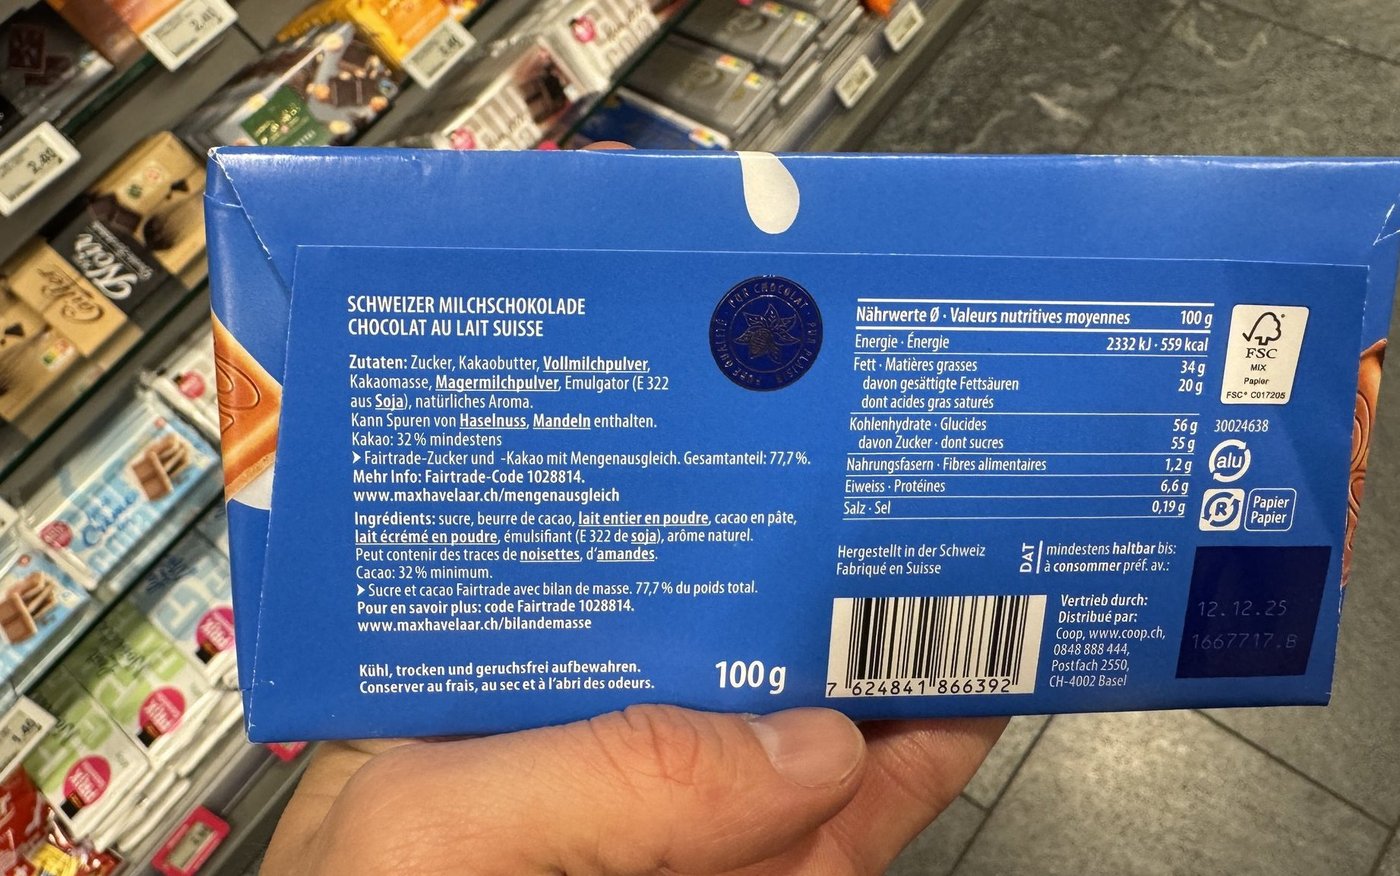 SCHWEIZER MILCHSCHOKOLADE
CHOCOLAT AU LAIT SUISSE
Zutaten: Zucker, Kakaobutter, Vollmilchpulver,
Kakaomasse, Magermilchpulver, Emulgator (E 322
aus Soja), natürliches Aroma.
Kann Spuren von Haselnuss, Mandeln enthalten.
Kakao: 32 % mindestens
➤ Fairtrade-Zucker und -Kakao mit Mengenausgleich. Gesamtanteil: 77,7 %.
Mehr Info: Fairtrade-Code 1028814.
www.maxhavelaar.ch/mengenausgleich
Ingrédients: sucre, beurre de cacao, lait entier en poudre, cacao en pâte,
lait écrémé en poudre, émulsifiant (E 322 de soja), arôme naturel.
Peut contenir des traces de noisettes, d'amandes.
Cacao: 32 % minimum.
➤ Sucre et cacao Fairtrade avec bilan de masse. 77,7 % du poids total.
Pour en savoir plus: code Fairtrade 1028814.
www.maxhavelaar.ch/bilandemasse
Kühl, trocken und geruchsfrei aufbewahren.
Conserver au frais, au sec et à l'abri des odeurs.
100 g
PUR CHOCOLAT · PUR PLAISIR
Nährwerte Ø · Valeurs nutritives moyennes 100 g
Energie · Énergie 2332 kJ · 559 kcal
Fett · Matières grasses 34 g
davon gesättigte Fettsäuren 20 g
dont acides gras saturés
Kohlenhydrate · Glucides 56 g
davon Zucker · dont sucres 55 g
Nahrungsfasern · Fibres alimentaires 1,2 g
Eiweiss · Protéines 6,6 g
Salz · Sel 0,19 g
FSC
MIX
Papier
FSC® C017205
30024638
alu
R
Papier
Papier
Hergestellt in der Schweiz
Fabriqué en Suisse
DAT
mindestens haltbar bis:
à consommer préf. av.:
12.12.25
1667717.8
7 624841 866392
Vertrieb durch:
Distribué par:
Coop, www.coop.ch,
0848 888 444,
Postfach 2550,
CH-4002 Basel
Noir
2.40